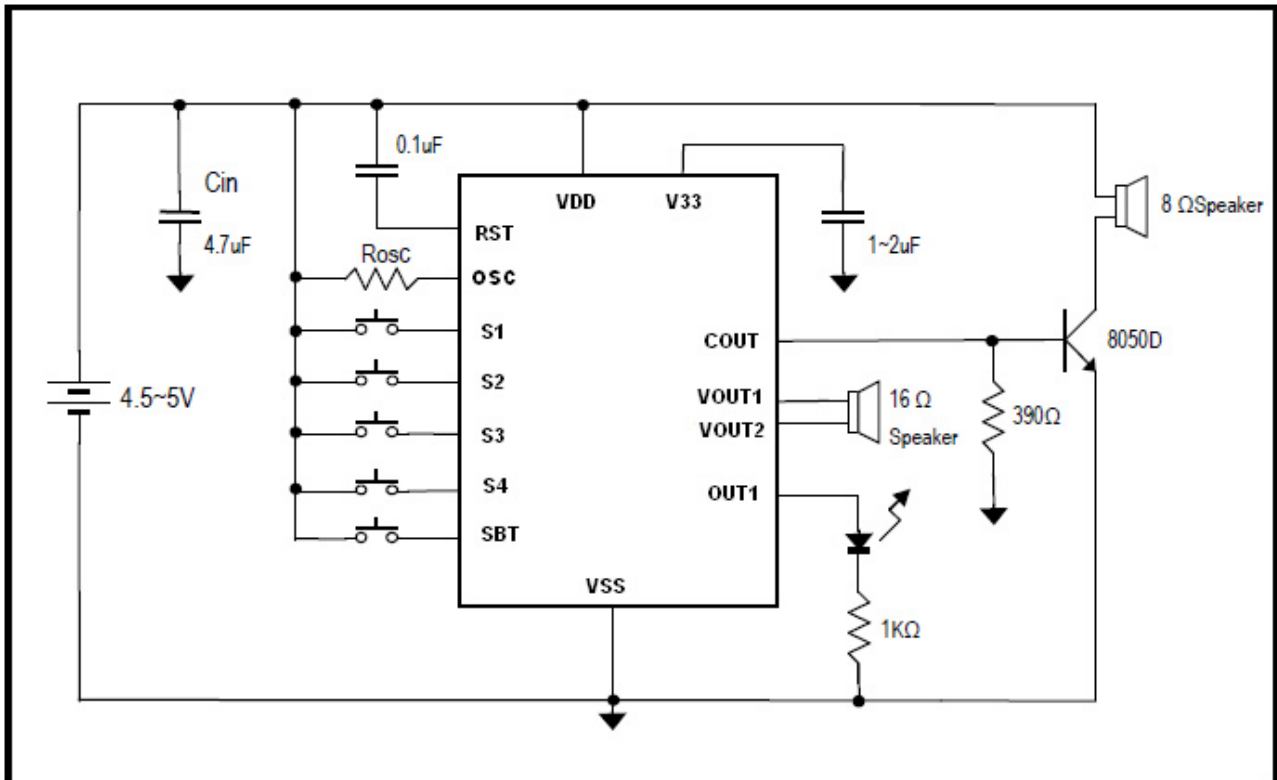 0.1uF
Cin
4.7uF
VDD
V33
8 ΩSpeaker
1~2uF
RST
Rosc
OSC
S1
COUT
8050D
S2
4.5~5V
VOUT1
16 Ω
VOUT2
Speaker
390Ω
S3
S4
OUT1
SBT
VSS
1KΩ